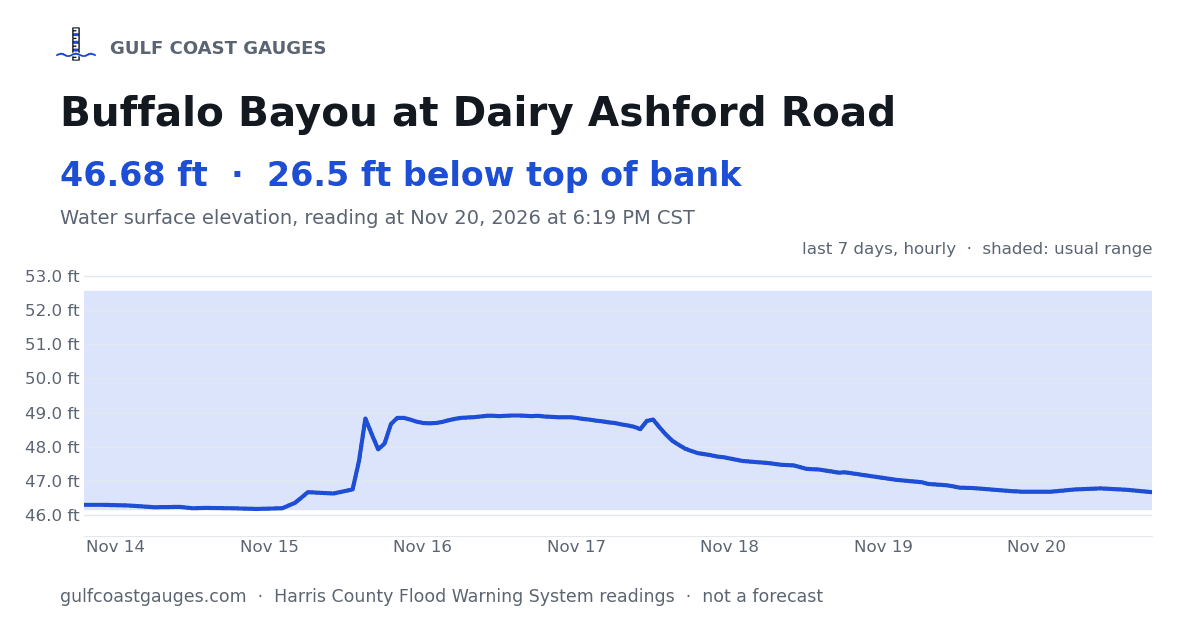 GULF COAST GAUGES
Buffalo Bayou at Dairy Ashford Road
46.68 ft · 26.5 ft below top of bank
Water surface elevation, reading at Nov 20, 2026 at 6:19 PM CST
last 7 days, hourly · shaded: usual range
53.0 ft
52.0 ft
51.0 ft
50.0 ft
49.0 ft
48.0 ft
47.0 ft
46.0 ft
Nov 14 Nov 15 Nov 16 Nov 17 Nov 18 Nov 19 Nov 20
gulfcoastgauges.com · Harris County Flood Warning System readings · not a forecast